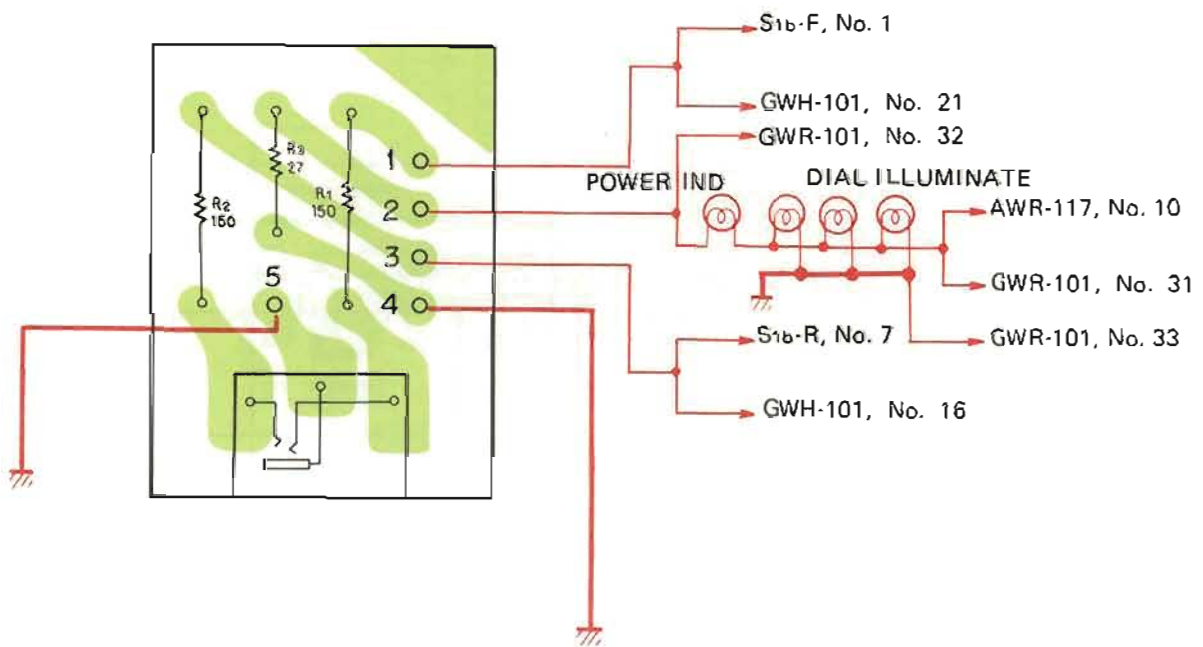 S1b-F, No. 1
GWH-101, No. 21
GWR-101, No. 32
POWER IND
DIAL ILLUMINATE
AWR-117, No. 10
GWR-101, No. 31
GWR-101, No. 33
S1b-R, No. 7
GWH-101, No. 16
R3
27
R2
150
R1
150
1
2
3
4
5